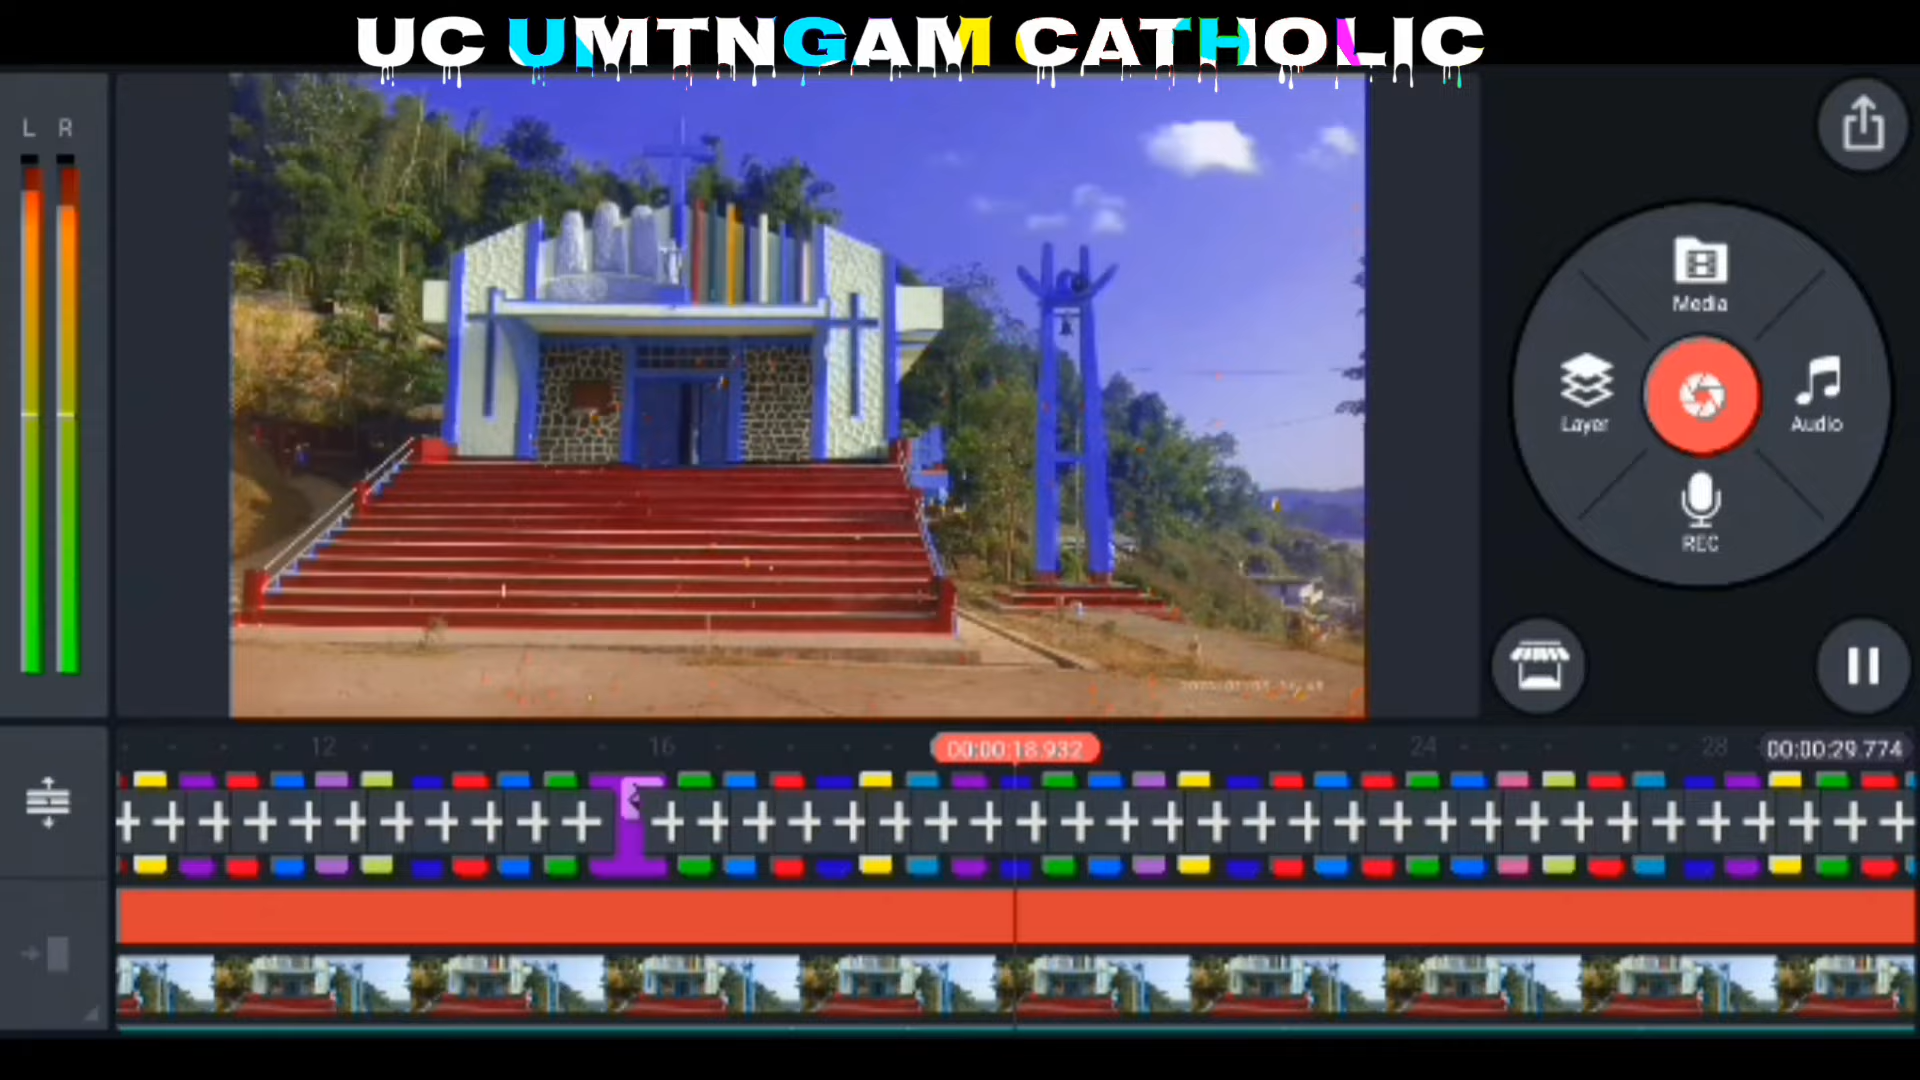 UC UMTNGAM CATHOLIC
L R
Media
Layer
Audio
REC
12 16 00:00:18.932 24 28 00:00:29.774